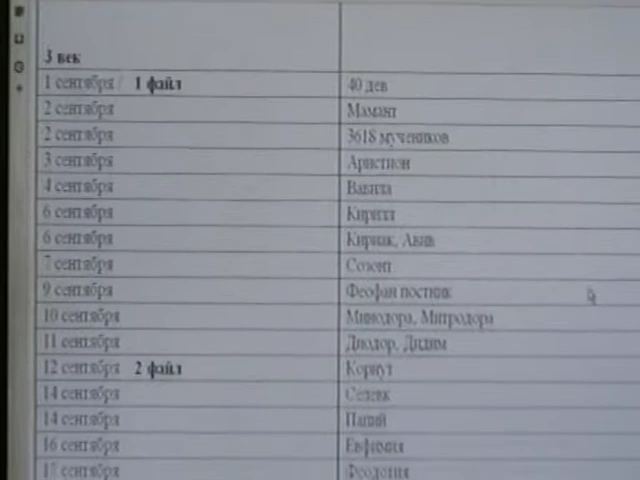 3 век
1 сентября / 1 файл 40 дев
2 сентября Мамант
2 сентября 3618 мучеников
3 сентября Аристион
4 сентября Вавила
6 сентября Кирилл
6 сентября Кириак, Авив
7 сентября Созонт
9 сентября Феофан постник
10 сентября Минодора, Митродора
11 сентября Диодор, Дидим
12 сентября 2 файл Корнут
14 сентября Селевк
14 сентября Папий
16 сентября Евфимия
17 сентября Феодотия